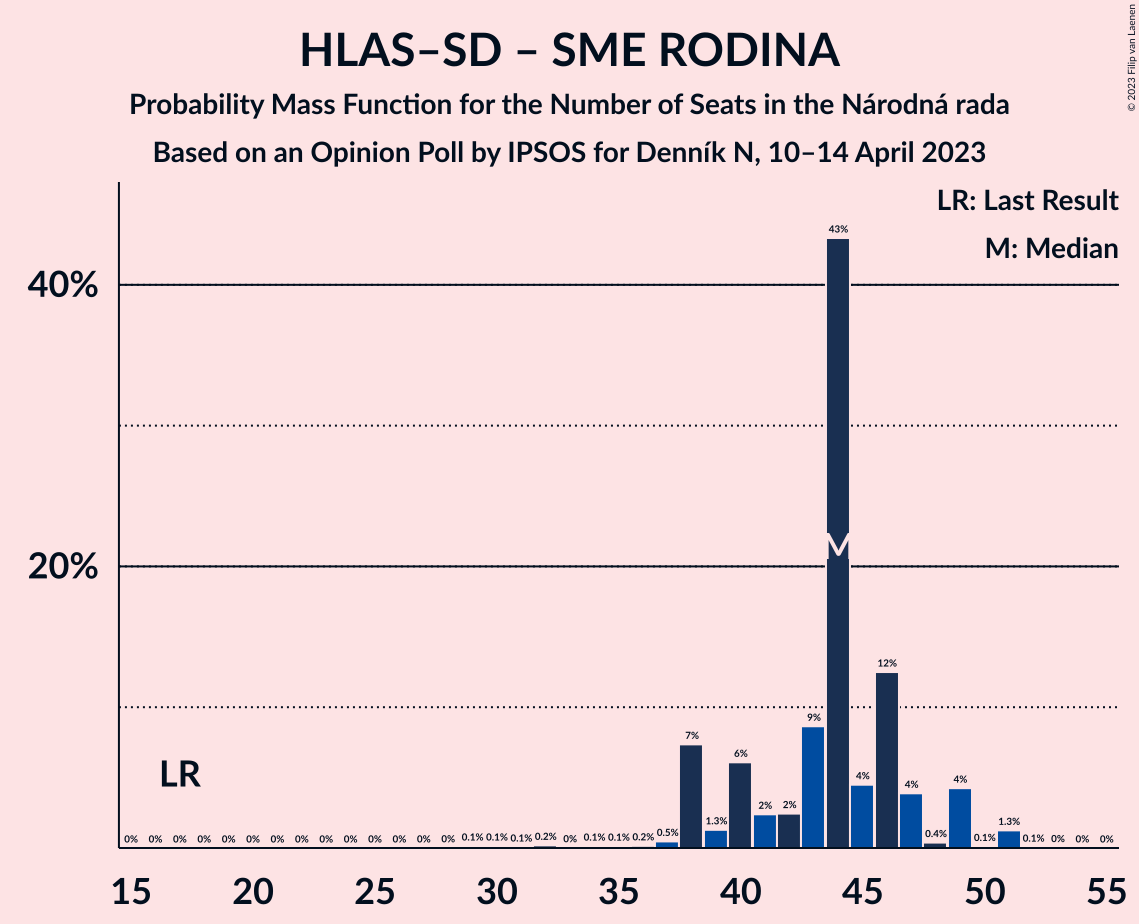 HLAS–SD – SME RODINA
Probability Mass Function for the Number of Seats in the Národná rada
Based on an Opinion Poll by IPSOS for Denník N, 10–14 April 2023
© 2023 Filip van Laenen
LR: Last Result
M: Median
40%
20%
LR
M
0% 0% 0% 0% 0% 0% 0% 0% 0% 0% 0% 0% 0% 0% 0.1% 0.1% 0.1% 0.2% 0% 0.1% 0.1% 0.2% 0.5% 7% 1.3% 6% 2% 2% 9% 43% 4% 12% 4% 0.4% 4% 0.1% 1.3% 0.1% 0% 0% 0%
15 20 25 30 35 40 45 50 55